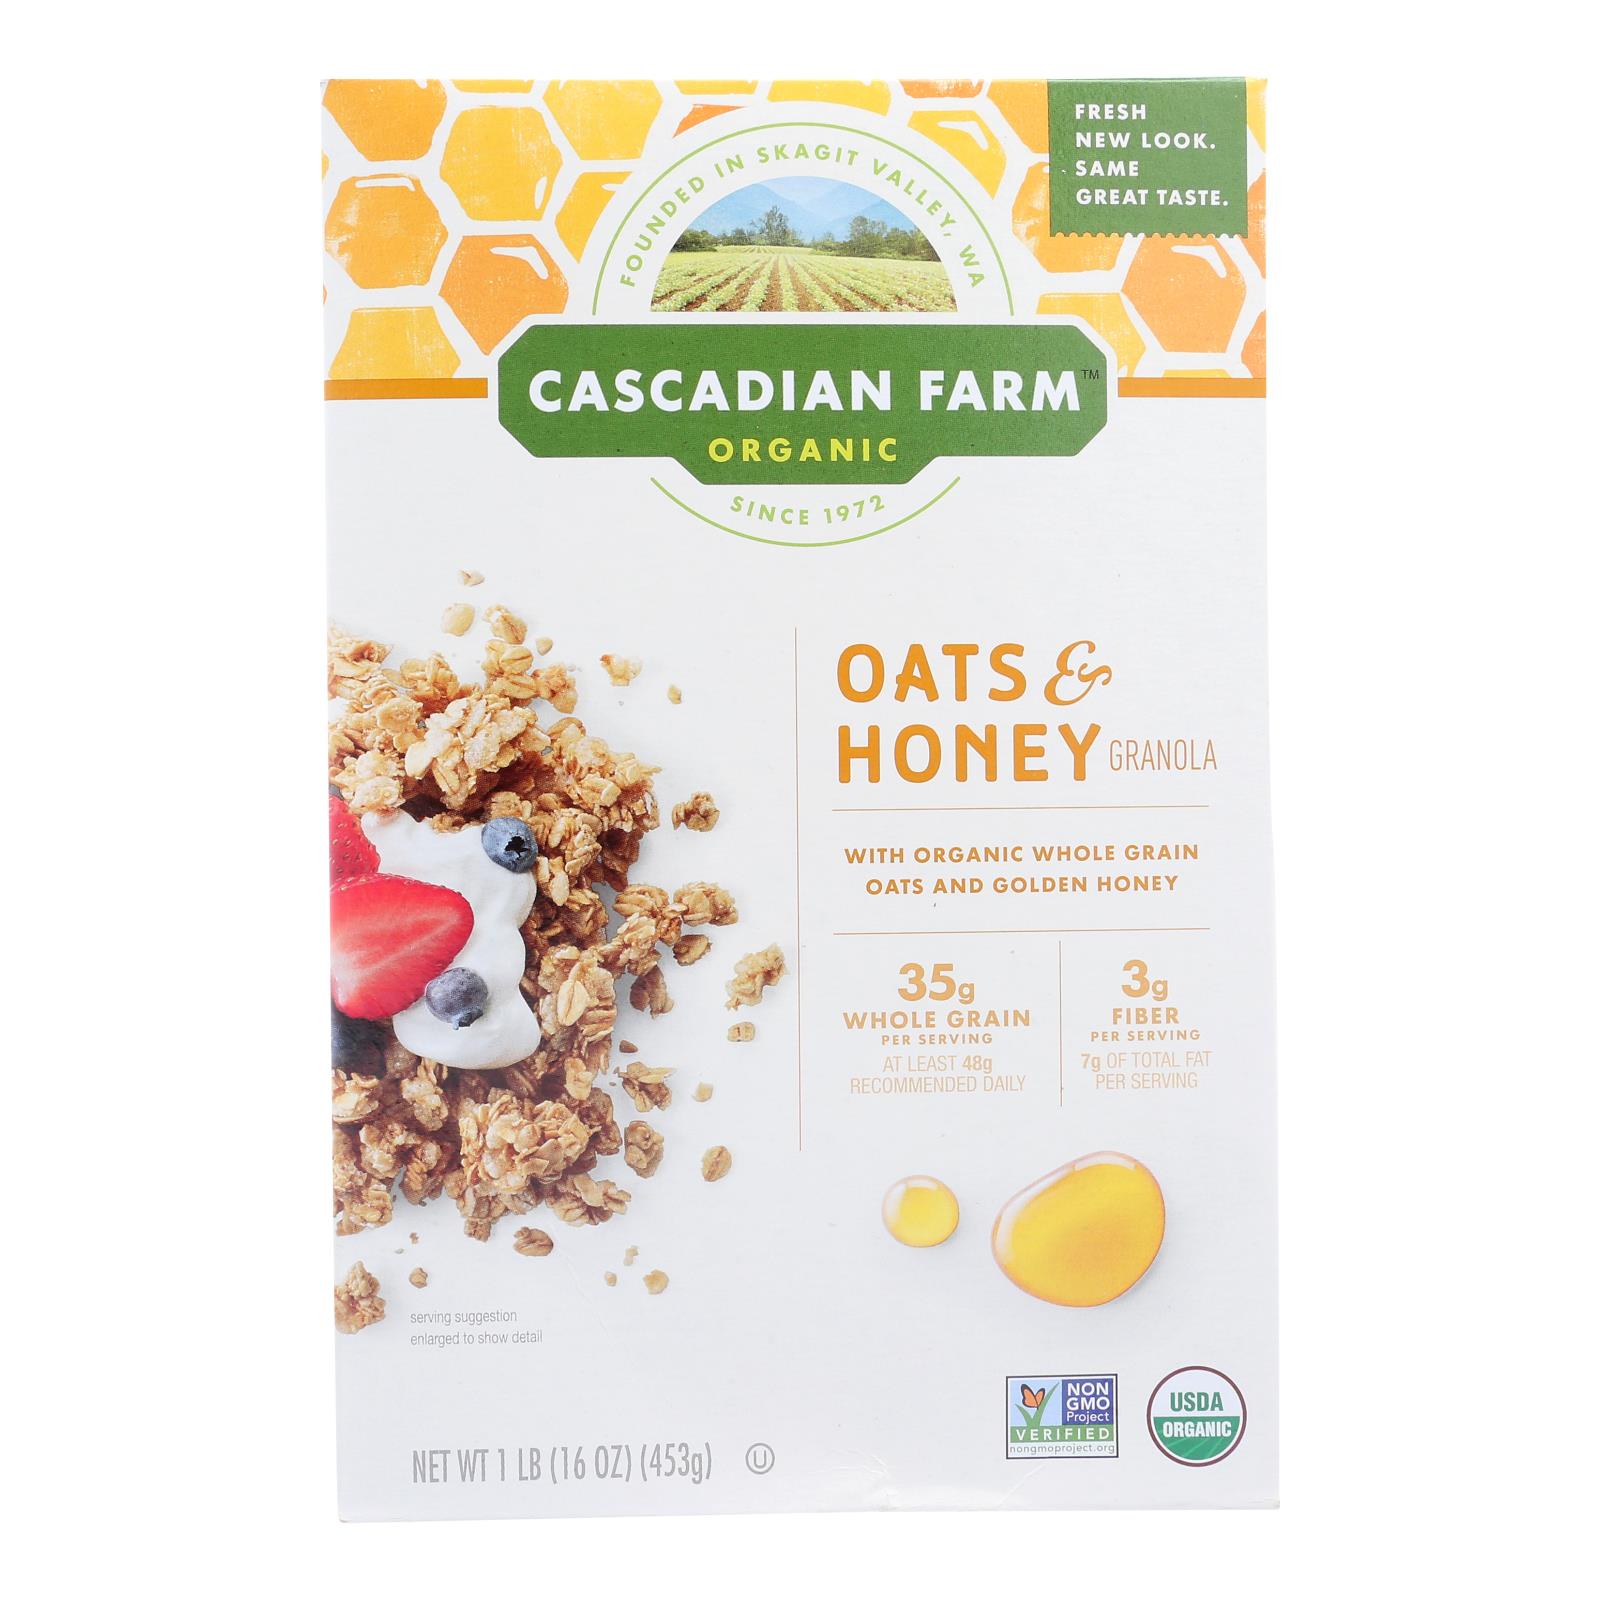 FRESH
NEW LOOK.
SAME
GREAT TASTE.
FOUNDED IN SKAGIT VALLEY, WA
CASCADIAN FARM™
ORGANIC
SINCE 1972
OATS &
HONEY GRANOLA
WITH ORGANIC WHOLE GRAIN
OATS AND GOLDEN HONEY
35g
WHOLE GRAIN
PER SERVING
AT LEAST 48g
RECOMMENDED DAILY
3g
FIBER
PER SERVING
7g OF TOTAL FAT
PER SERVING
serving suggestion
enlarged to show detail
NON
GMO
Project
VERIFIED
nongmoproject.org
USDA
ORGANIC
NET WT 1 LB (16 OZ) (453g) U